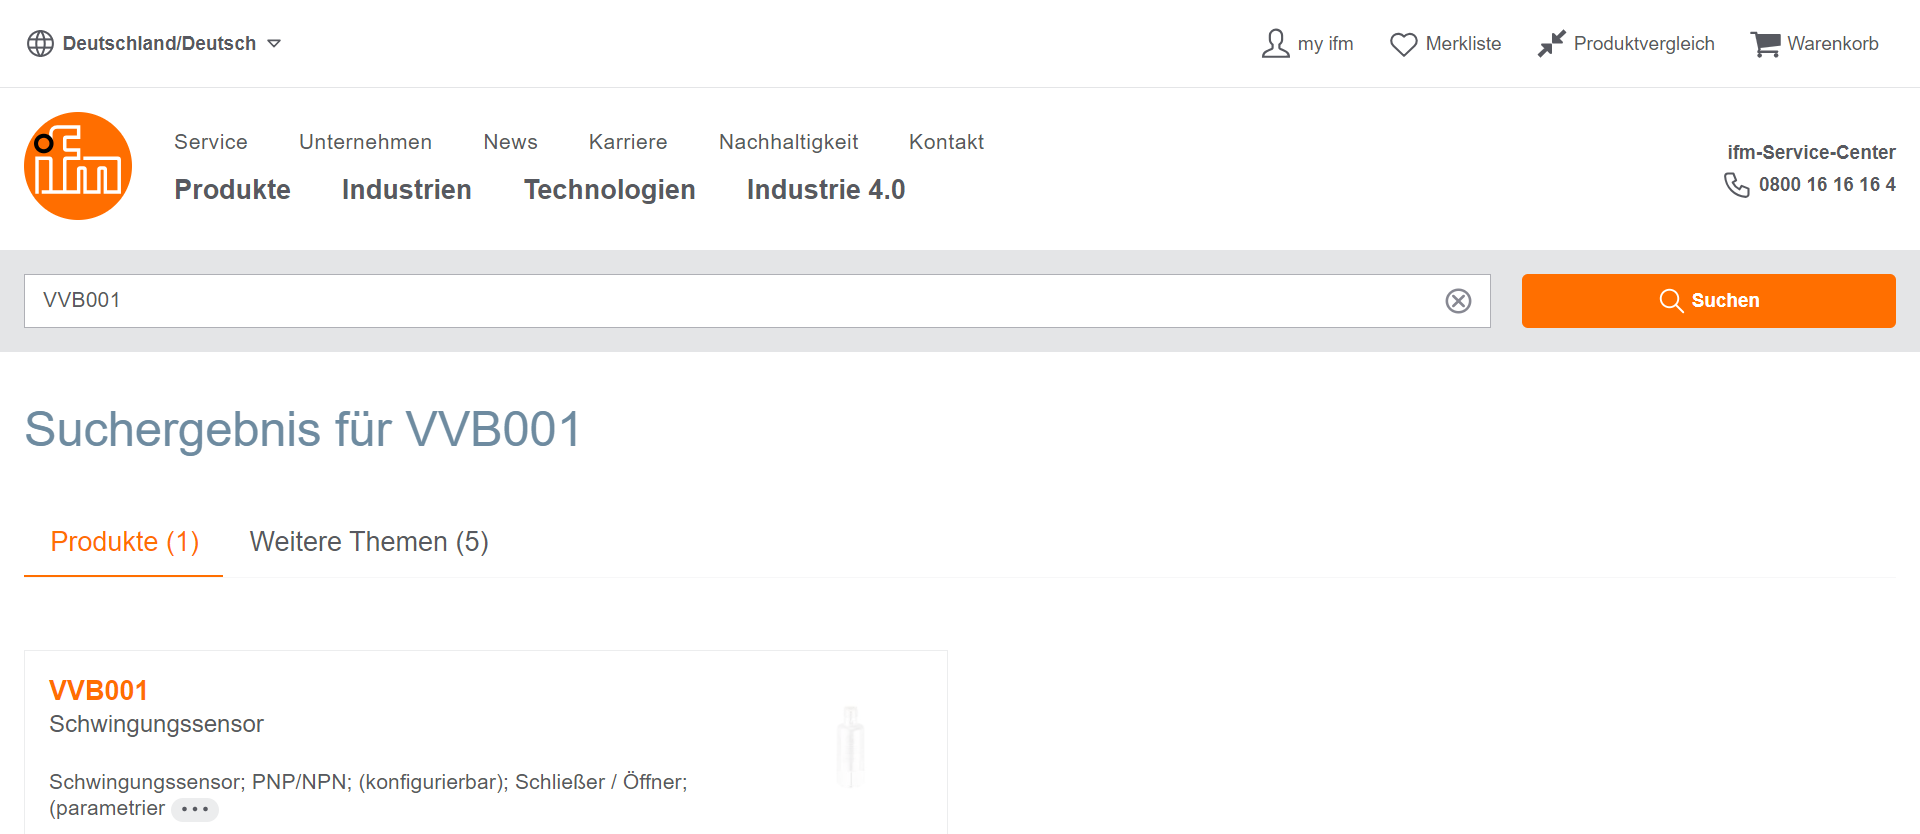 Deutschland/Deutsch
my ifm
Merkliste
Produktvergleich
Warenkorb
ifm
Service
Unternehmen
News
Karriere
Nachhaltigkeit
Kontakt
Produkte
Industrien
Technologien
Industrie 4.0
ifm-Service-Center
0800 16 16 16 4
VVB001
Suchen
Suchergebnis für VVB001
Produkte (1)
Weitere Themen (5)
VVB001
Schwingungssensor
Schwingungssensor; PNP/NPN; (konfigurierbar); Schließer / Öffner;
(parametrier •••